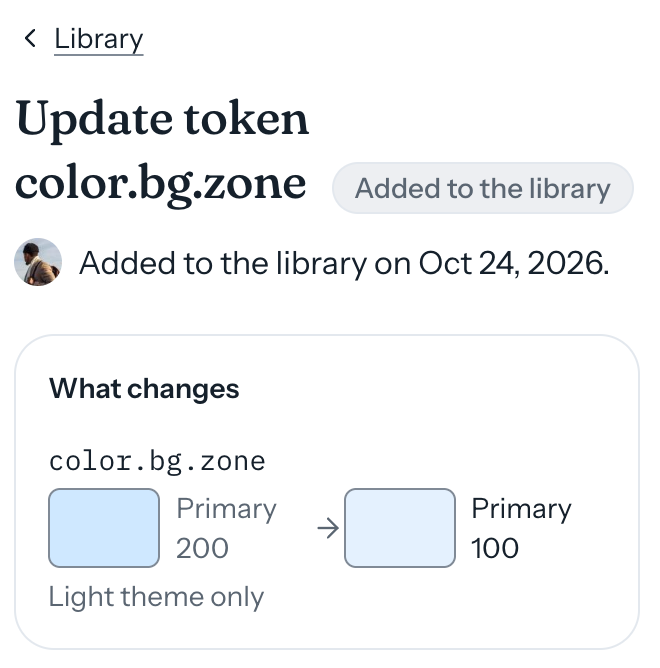 Library
Update token
color.bg.zone Added to the library
Added to the library on Oct 24, 2026.
What changes
color.bg.zone
Primary
200
Primary
100
Light theme only